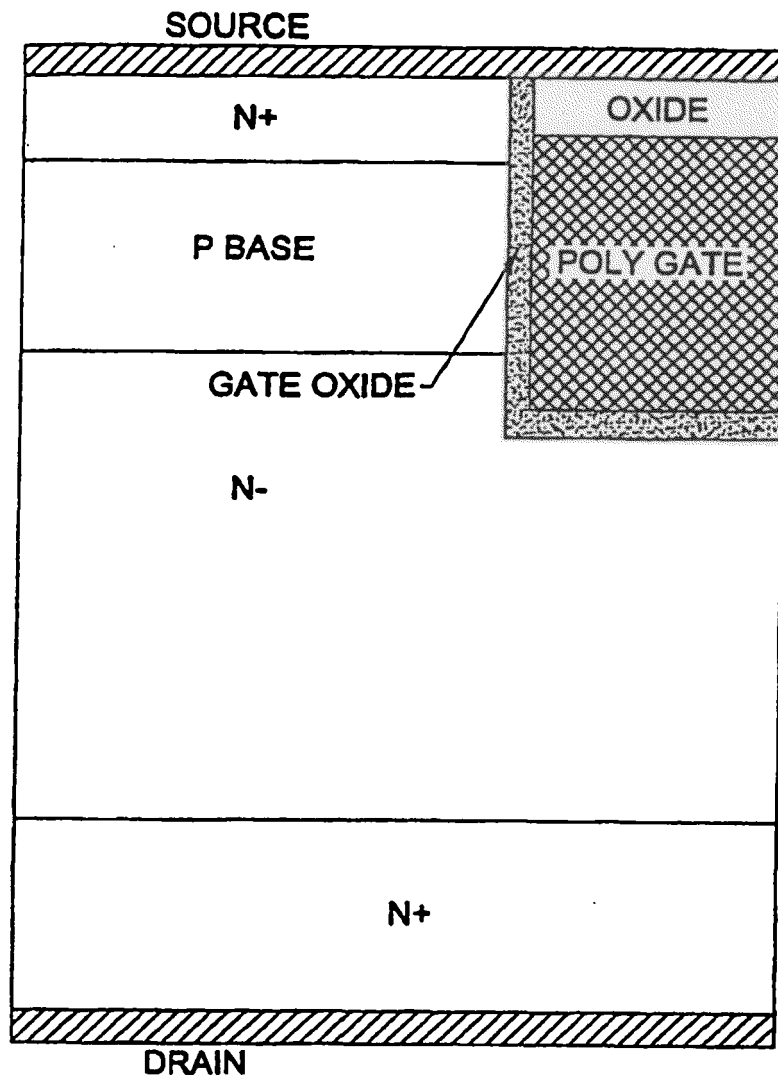 SOURCE
N+
OXIDE
P BASE
POLY GATE
GATE OXIDE
N-
N+
DRAIN